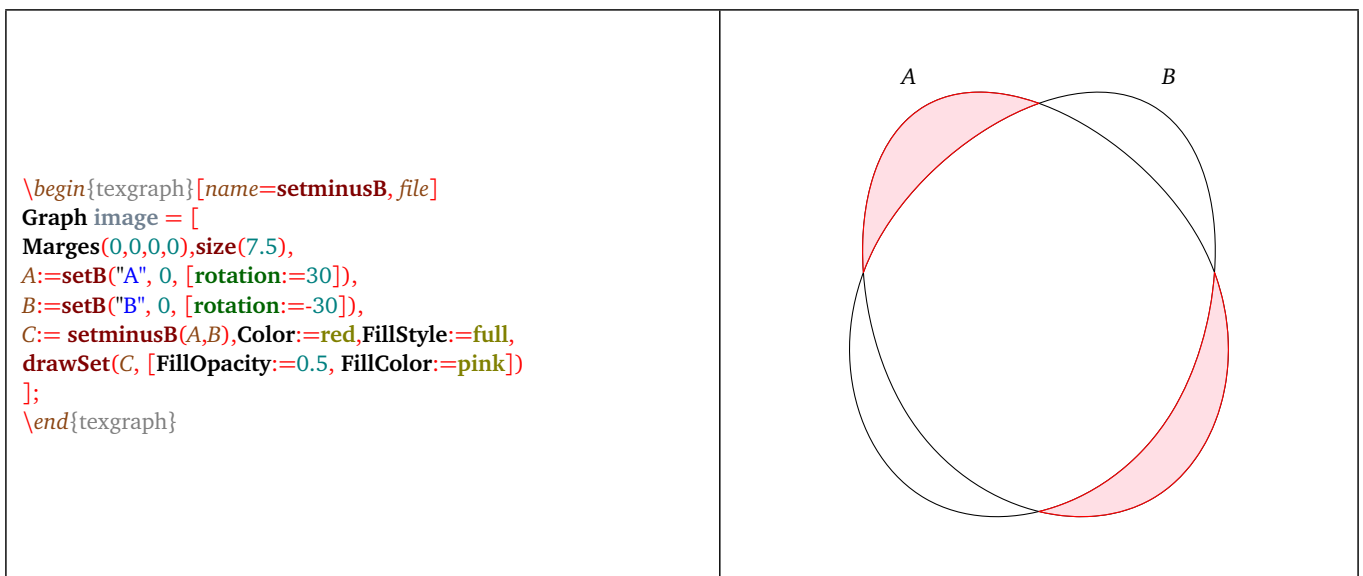 \begin{texgraph}[name=setminusB, file]
Graph image = [
Marges(0,0,0,0),size(7.5),
A:=setB("A", 0, [rotation:=30]),
B:=setB("B", 0, [rotation:=-30]),
C:= setminusB(A,B),Color:=red,FillStyle:=full,
drawSet(C, [FillOpacity:=0.5, FillColor:=pink])
];
\end{texgraph}
A B